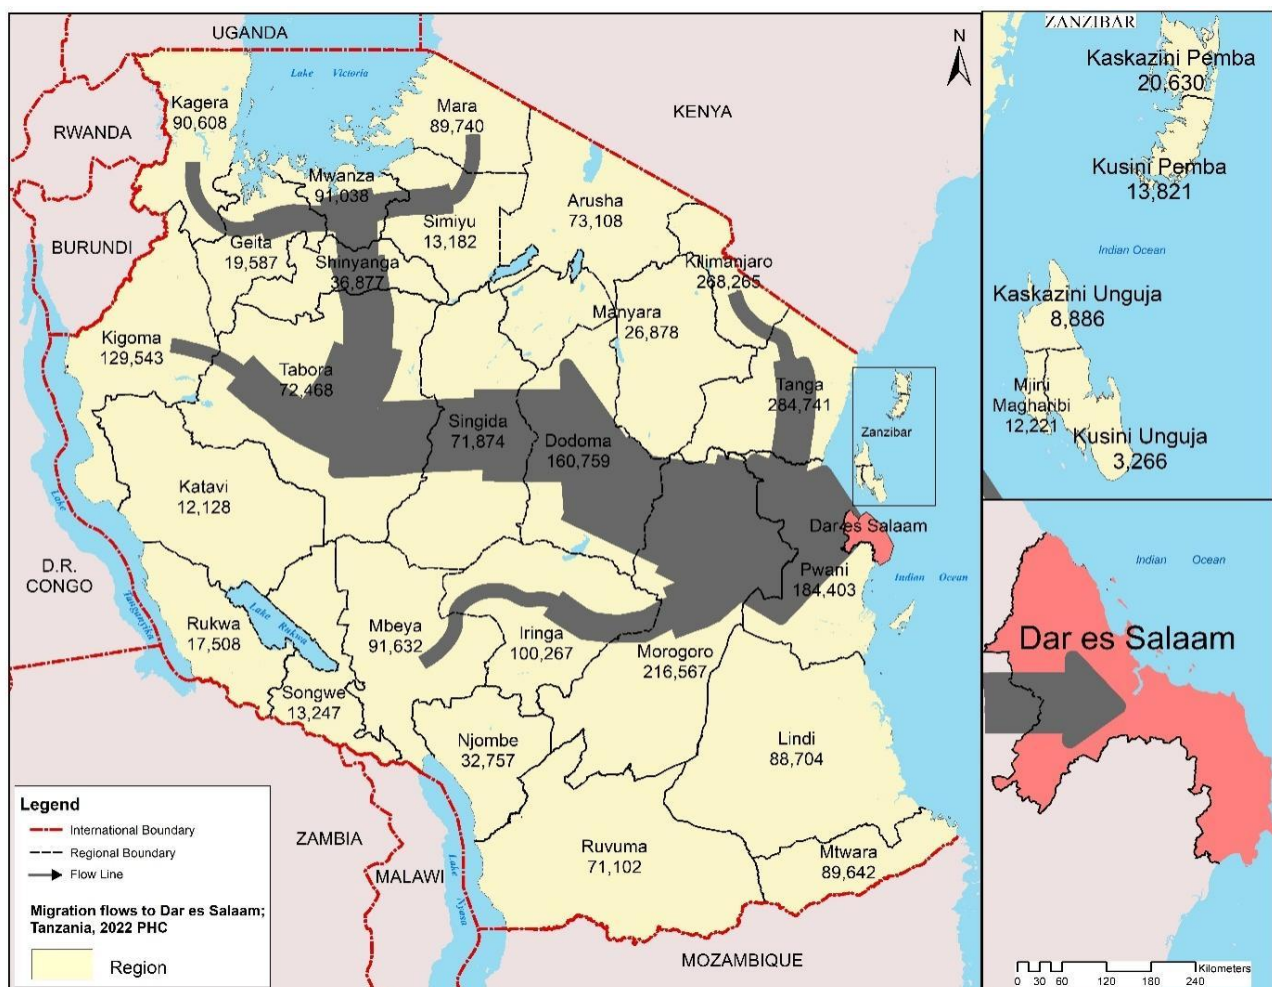 UGANDA
Lake Victoria
N
Kagera
90,608
Mara
89,740
RWANDA
KENYA
Mwanza
91,038
Arusha
73,108
Simiyu
13,182
BURUNDI
Geita
19,587
Shinyanga
36,877
Kilimanjaro
268,265
Manyara
26,878
Kigoma
129,543
Tabora
72,468
Tanga
284,741
Singida
71,874
Dodoma
160,759
Zanzibar
Katavi
12,128
Dar es Salaam
Lake Tanganyika
D.R.
CONGO
Pwani
184,403
Indian Ocean
Lake Rukwa
Rukwa
17,508
Mbeya
91,632
Iringa
100,267
Morogoro
216,567
Songwe
13,247
Njombe
32,757
Lindi
88,704
ZAMBIA
MALAWI
Lake Nyasa
Ruvuma
71,102
Mtwara
89,642
MOZAMBIQUE
Legend
International Boundary
Regional Boundary
Flow Line
Migration flows to Dar es Salaam;
Tanzania, 2022 PHC
Region
ZANZIBAR
Kaskazini Pemba
20,630
Kusini Pemba
13,821
Indian Ocean
Kaskazini Unguja
8,886
Mjini
Magharibi
12,221
Kusini Unguja
3,266
Indian Ocean
Dar es Salaam
Kilometers
0 30 60 120 180 240